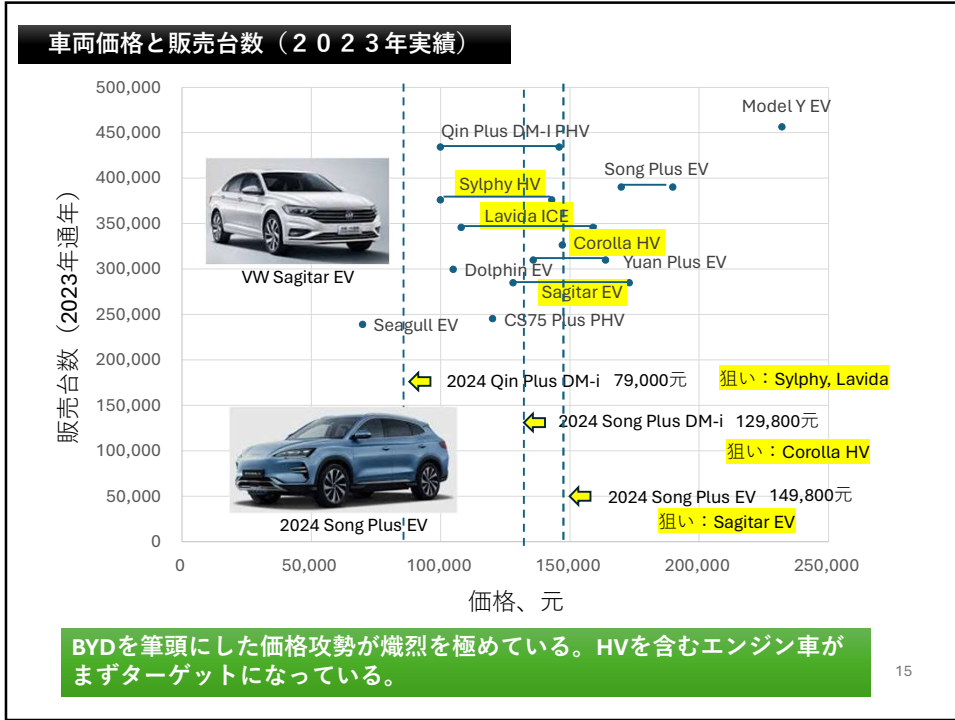 車両価格と販売台数（２０２３年実績）
500,000
450,000
400,000
350,000
300,000
250,000
200,000
150,000
100,000
50,000
0
販売台数（2023年通年）
Model Y EV
Qin Plus DM-I PHV
Song Plus EV
Sylphy HV
Lavida ICE
Corolla HV
VW Sagitar EV
Dolphin EV
Yuan Plus EV
Sagitar EV
Seagull EV
CS75 Plus PHV
2024 Qin Plus DM-i 79,000元
狙い：Sylphy, Lavida
2024 Song Plus DM-i 129,800元
狙い：Corolla HV
2024 Song Plus EV 149,800元
狙い：Sagitar EV
2024 Song Plus EV
0 50,000 100,000 150,000 200,000 250,000
価格、元
BYDを筆頭にした価格攻勢が熾烈を極めている。HVを含むエンジン車が
まずターゲットになっている。
15